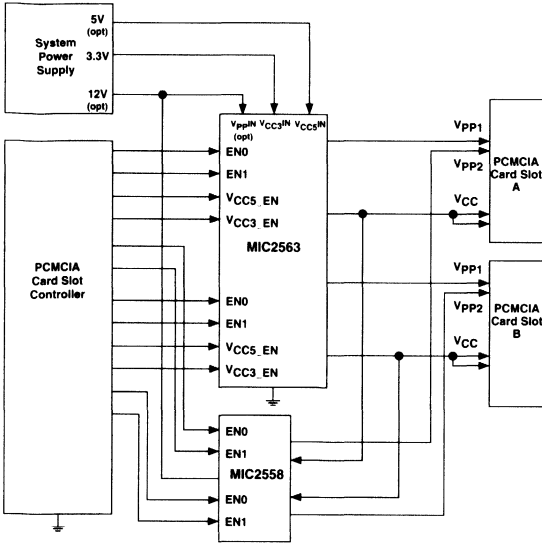 5V
(opt)
System
Power
Supply
3.3V
12V
(opt)
VPPIN VCC3IN VCC5IN
(opt)
EN0
EN1
VCC5_EN
VCC3_EN
MIC2563
EN0
EN1
VCC5_EN
VCC3_EN
PCMCIA
Card Slot
Controller
VPP1
VPP2
VCC
PCMCIA
Card Slot
A
VPP1
VPP2
VCC
PCMCIA
Card Slot
B
EN0
EN1
MIC2558
EN0
EN1